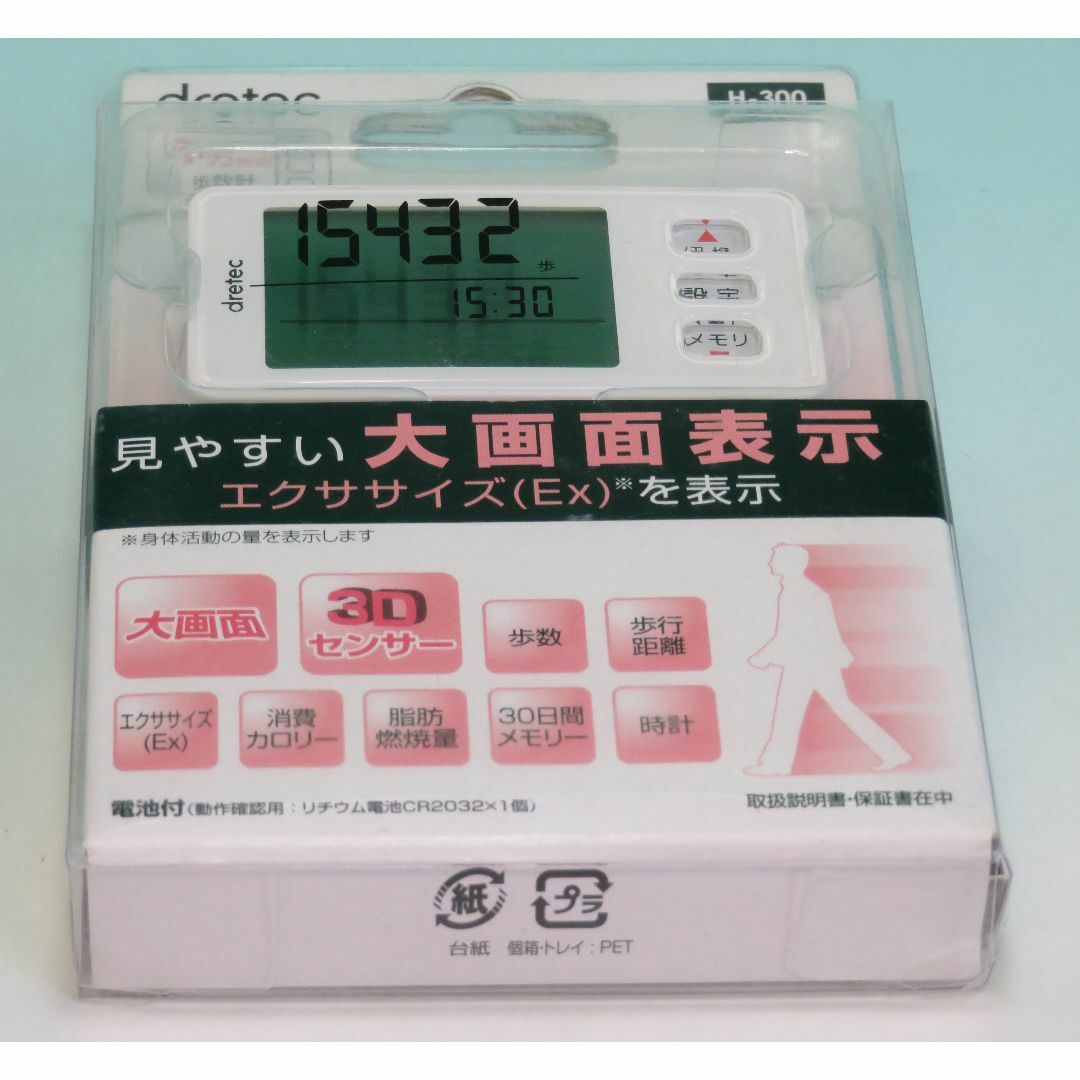 dretec
H-300
歩数計
dretec
15432
歩
15:30
設定
メモリ
見やすい 大画面表示
エクササイズ(Ex)※を表示
※身体活動の量を表示します
大画面
3D
センサー
歩数
歩行
距離
エクササイズ
(Ex)
消費
カロリー
脂肪
燃焼量
30日間
メモリー
時計
電池付(動作確認用:リチウム電池CR2032×1個)
取扱説明書・保証書在中
紙
プラ
台紙 個箱・トレイ:PET